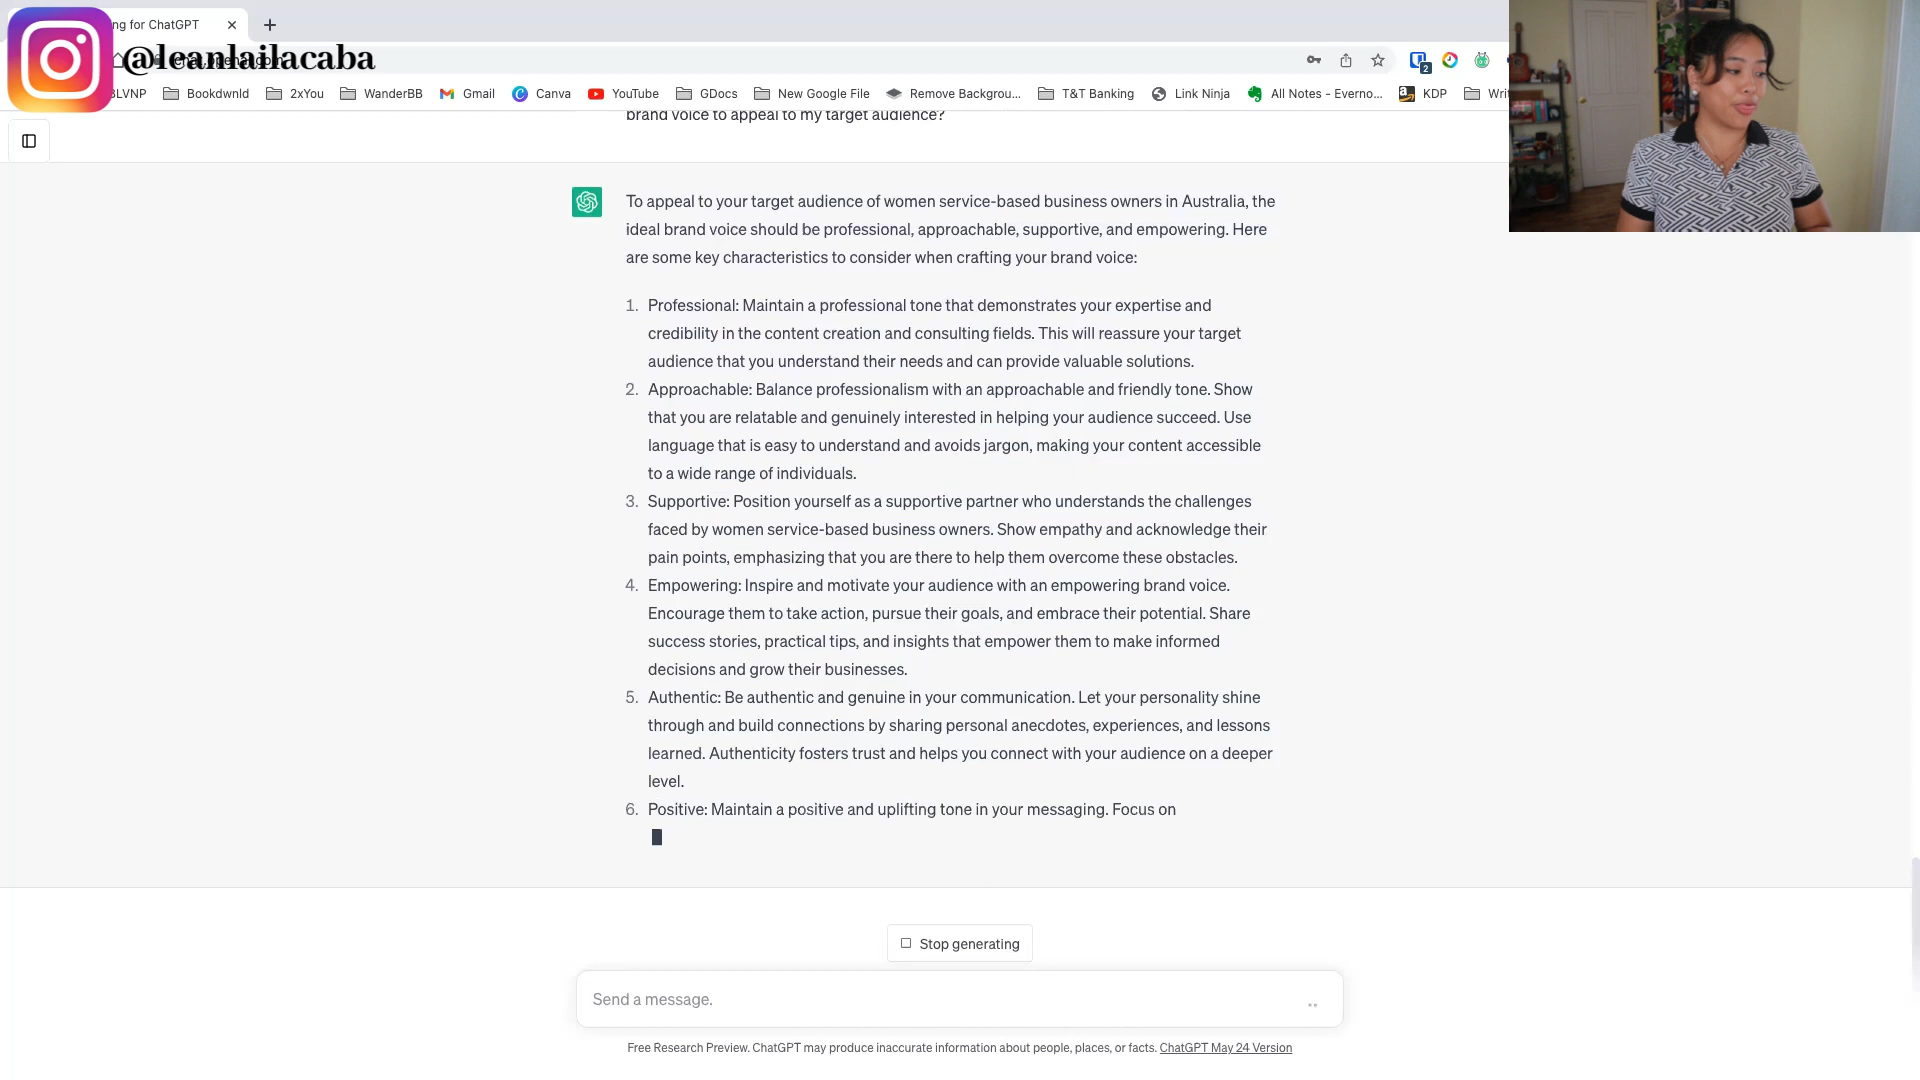 ng for ChatGPT
@leanlailacaba
BLVNP Bookdwnld 2xYou WanderBB Gmail Canva YouTube GDocs New Google File Remove Backgrou... T&T Banking Link Ninja All Notes - Everno... KDP Writ
2
brand voice to appeal to my target audience?
To appeal to your target audience of women service-based business owners in Australia, the
ideal brand voice should be professional, approachable, supportive, and empowering. Here
are some key characteristics to consider when crafting your brand voice:
1. Professional: Maintain a professional tone that demonstrates your expertise and
credibility in the content creation and consulting fields. This will reassure your target
audience that you understand their needs and can provide valuable solutions.
2. Approachable: Balance professionalism with an approachable and friendly tone. Show
that you are relatable and genuinely interested in helping your audience succeed. Use
language that is easy to understand and avoids jargon, making your content accessible
to a wide range of individuals.
3. Supportive: Position yourself as a supportive partner who understands the challenges
faced by women service-based business owners. Show empathy and acknowledge their
pain points, emphasizing that you are there to help them overcome these obstacles.
4. Empowering: Inspire and motivate your audience with an empowering brand voice.
Encourage them to take action, pursue their goals, and embrace their potential. Share
success stories, practical tips, and insights that empower them to make informed
decisions and grow their businesses.
5. Authentic: Be authentic and genuine in your communication. Let your personality shine
through and build connections by sharing personal anecdotes, experiences, and lessons
learned. Authenticity fosters trust and helps you connect with your audience on a deeper
level.
6. Positive: Maintain a positive and uplifting tone in your messaging. Focus on
Stop generating
Send a message.
Free Research Preview. ChatGPT may produce inaccurate information about people, places, or facts. ChatGPT May 24 Version